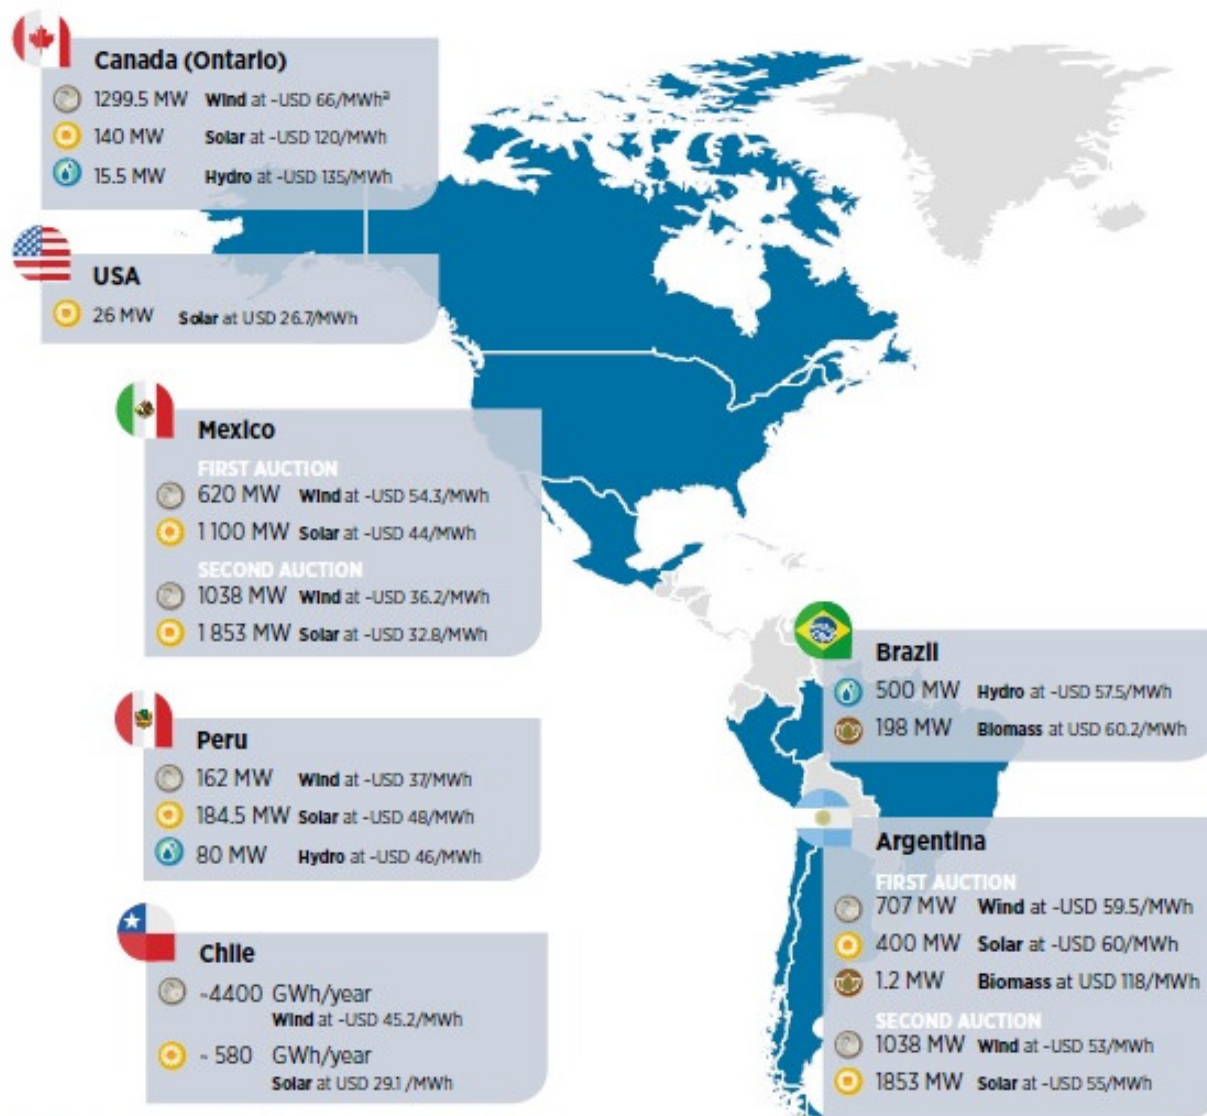 Canada (Ontario)
1299.5 MW Wind at ~USD 66/MWhª
140 MW Solar at ~USD 120/MWh
15.5 MW Hydro at ~USD 135/MWh
USA
26 MW Solar at USD 26.7/MWh
Mexico
FIRST AUCTION
620 MW Wind at ~USD 54.3/MWh
1 100 MW Solar at ~USD 44/MWh
SECOND AUCTION
1038 MW Wind at ~USD 36.2/MWh
1 853 MW Solar at ~USD 32.8/MWh
Peru
162 MW Wind at ~USD 37/MWh
184.5 MW Solar at ~USD 48/MWh
80 MW Hydro at ~USD 46/MWh
Chile
~4400 GWh/year
Wind at ~USD 45.2/MWh
~ 580 GWh/year
Solar at USD 29.1 /MWh
Brazil
500 MW Hydro at ~USD 57.5/MWh
198 MW Biomass at USD 60.2/MWh
Argentina
FIRST AUCTION
707 MW Wind at ~USD 59.5/MWh
400 MW Solar at ~USD 60/MWh
1.2 MW Biomass at USD 118/MWh
SECOND AUCTION
1038 MW Wind at ~USD 53/MWh
1853 MW Solar at ~USD 55/MWh